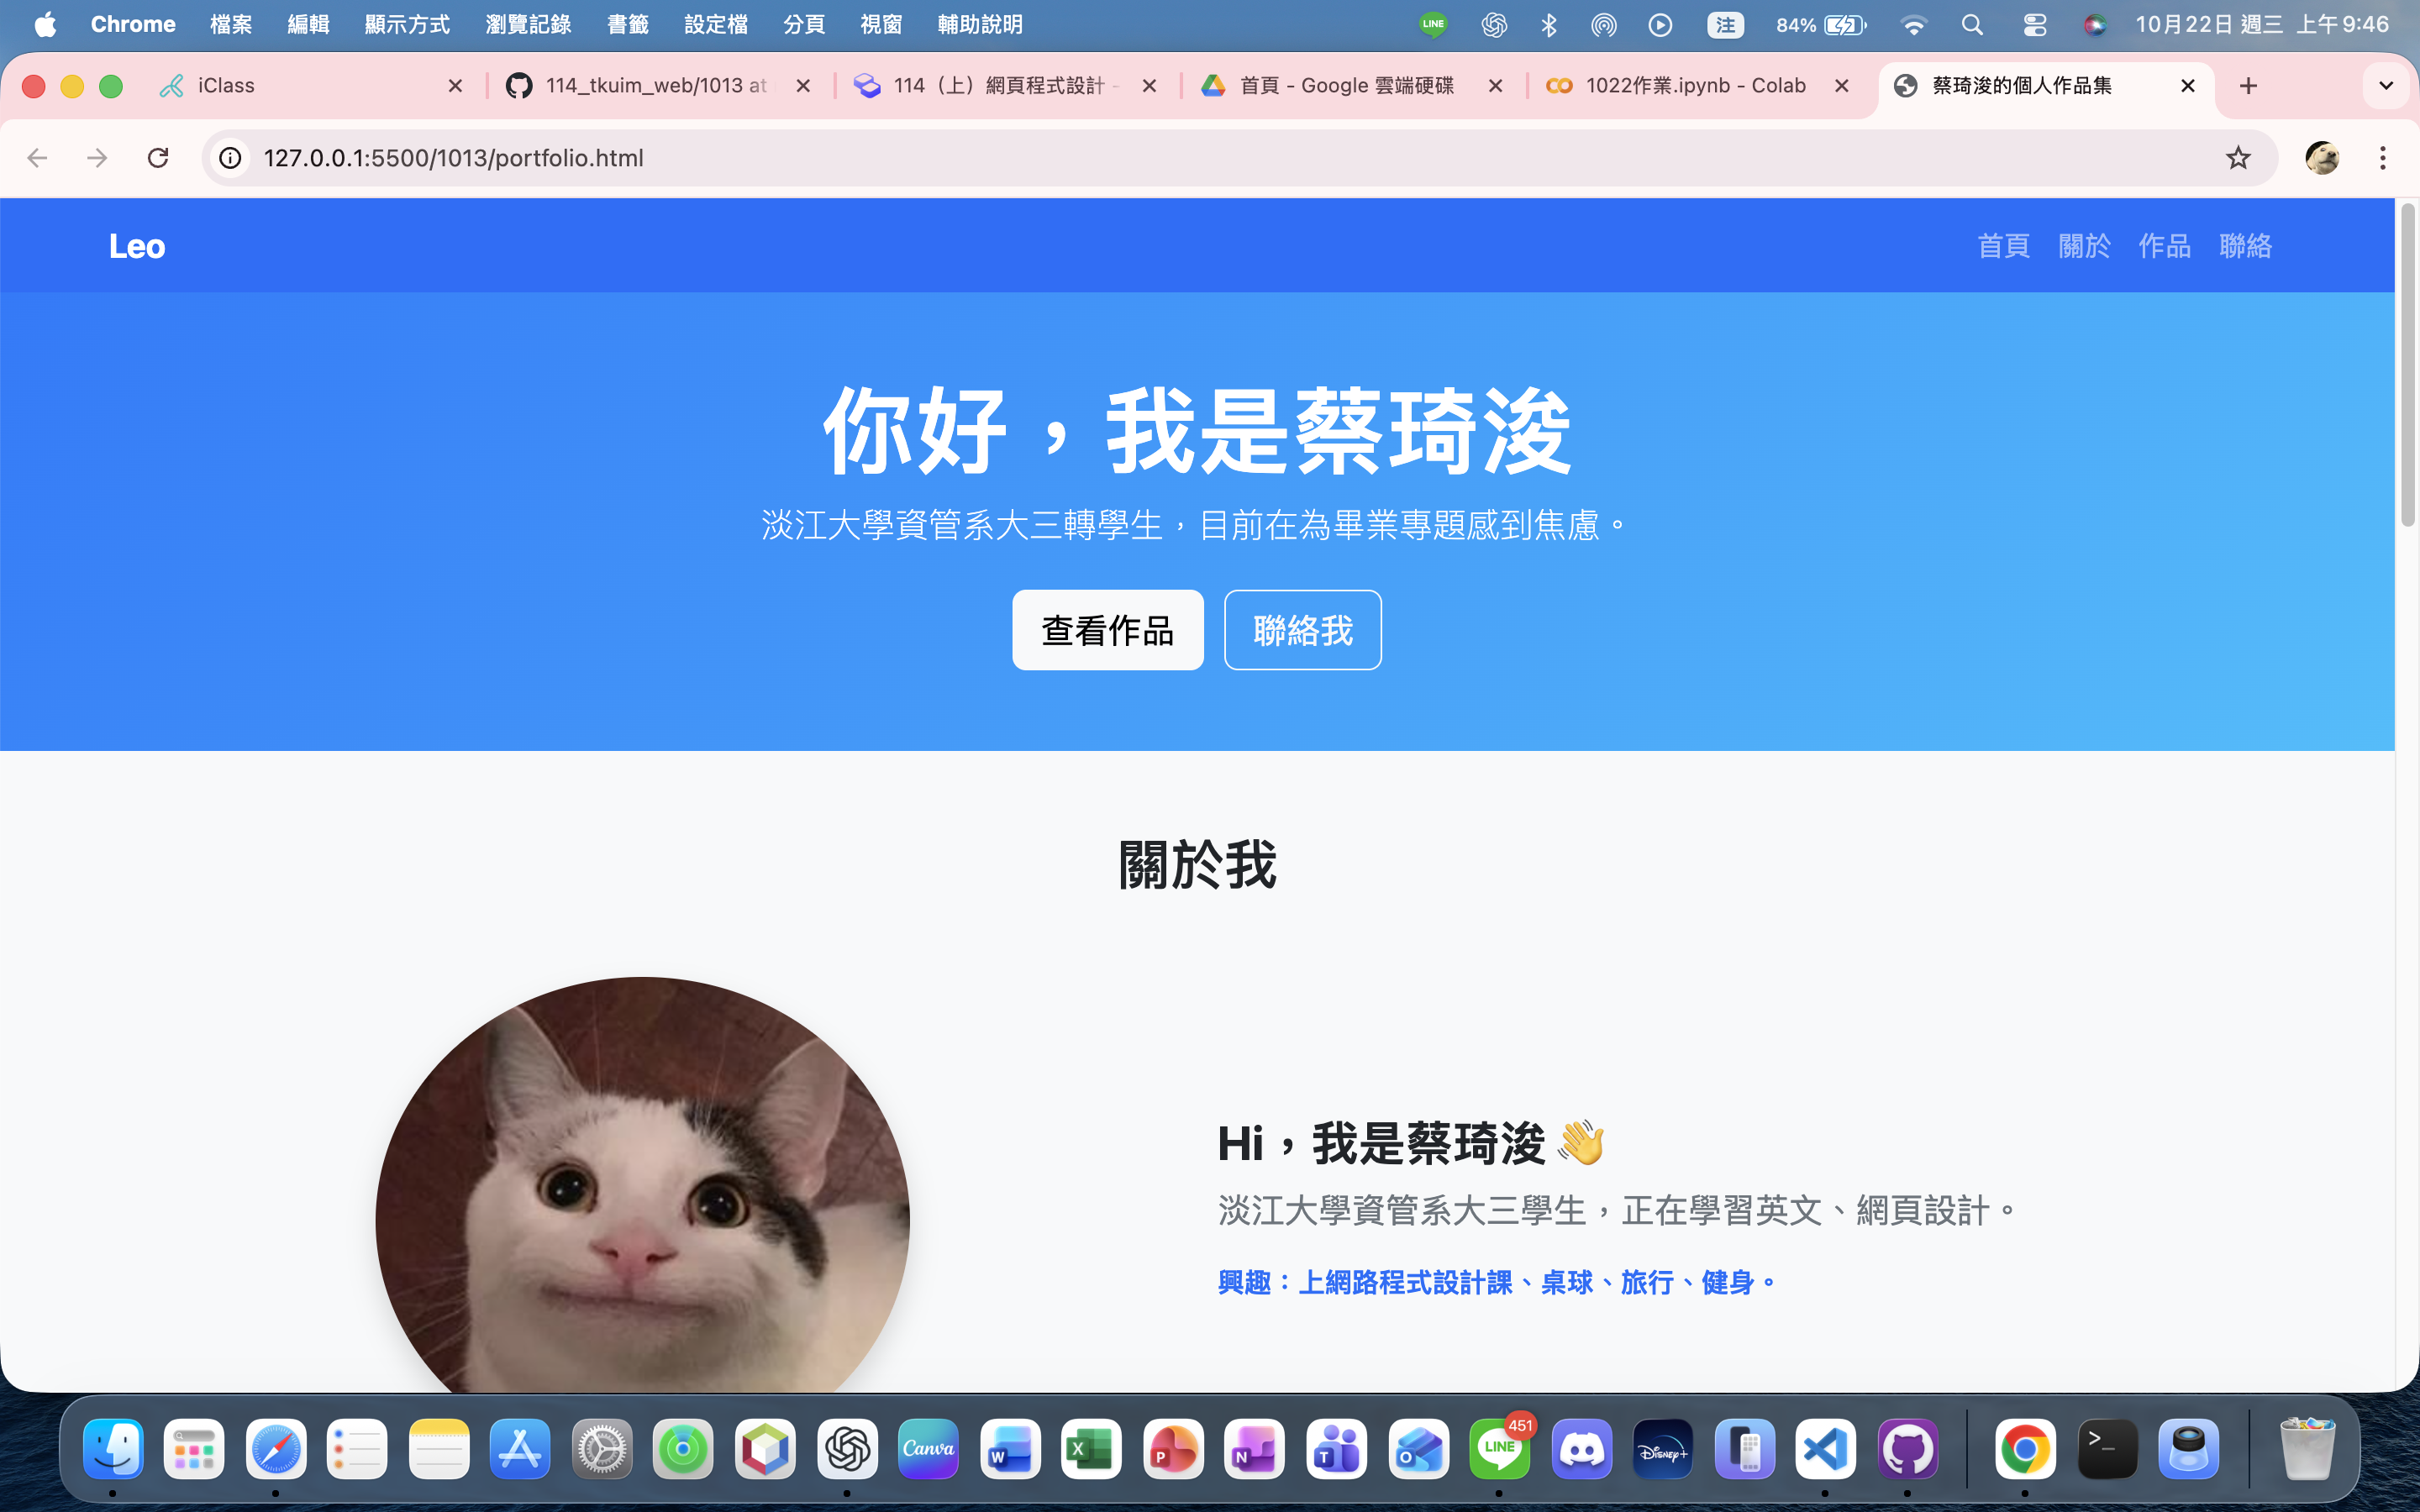 Chrome 檔案 編輯 顯示方式 瀏覽記錄 書籤 設定檔 分頁 視窗 輔助說明 LINE 注 84% 10月22日 週三 上午9:46
iClass 114_tkuim_web/1013 at 114（上）網頁程式設計 - 首頁 - Google 雲端硬碟 1022作業.ipynb - Colab 蔡琦浚的個人作品集
127.0.0.1:5500/1013/portfolio.html
Leo 首頁 關於 作品 聯絡
你好，我是蔡琦浚
淡江大學資管系大三轉學生，目前在為畢業專題感到焦慮。
查看作品 聯絡我
關於我
Hi，我是蔡琦浚 👋
淡江大學資管系大三學生，正在學習英文、網頁設計。
興趣：上網路程式設計課、桌球、旅行、健身。
Canva W X P N T O LINE 451 Disney+ >_